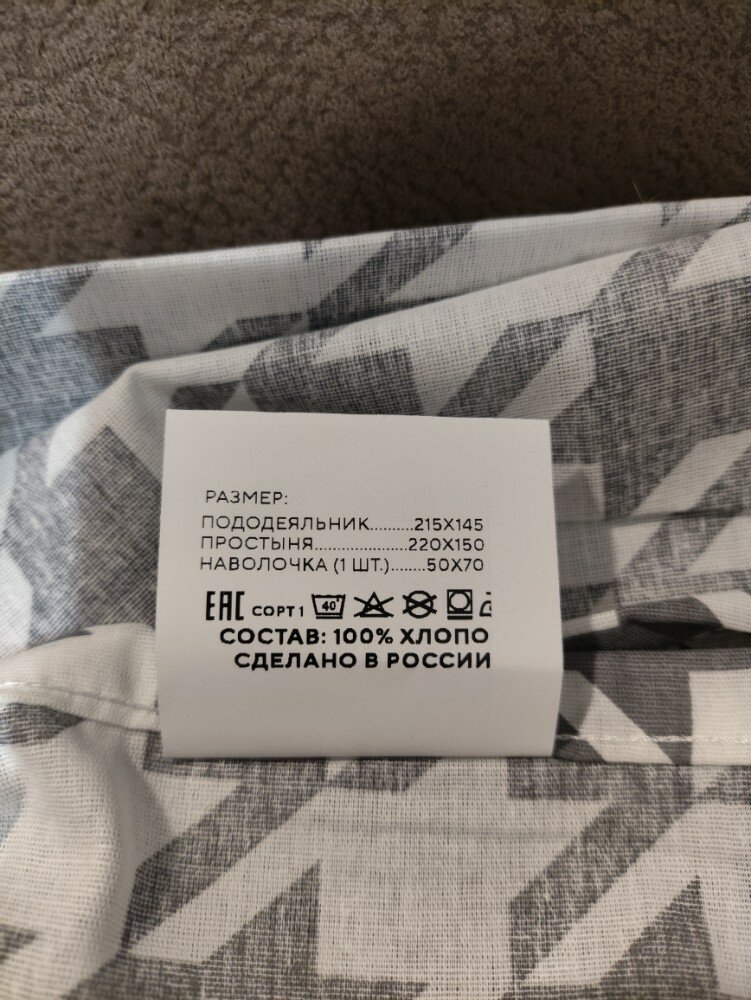 РАЗМЕР:
ПОДОДЕЯЛЬНИК..........215Х145
ПРОСТЫНЯ......................220Х150
НАВОЛОЧКА (1 ШТ.)........50Х70
ЕАС СОРТ 1 40°
СОСТАВ: 100% ХЛОПО
СДЕЛАНО В РОССИИ